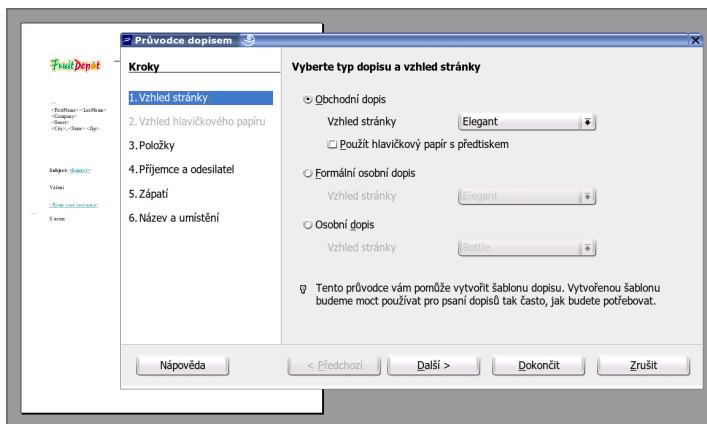 FruitDepot
...
<FirstName> <LastName>
<Company>
<Street>
<City>, <State> <Zip>
Subject: <Subject>
Vážení
S úctou
Průvodce dopisem
Kroky
1. Vzhled stránky
2. Vzhled hlavičkového papíru
3. Položky
4. Příjemce a odesilatel
5. Zápatí
6. Název a umístění
Vyberte typ dopisu a vzhled stránky
Obchodní dopis
Vzhled stránky Elegant
Použít hlavičkový papír s předtiskem
Formální osobní dopis
Vzhled stránky Elegant
Osobní dopis
Vzhled stránky Bottle
Tento průvodce vám pomůže vytvořit šablonu dopisu. Vytvořenou šablonu
budeme moct používat pro psaní dopisů tak často, jak budete potřebovat.
Nápověda < Předchozí Další > Dokončit Zrušit